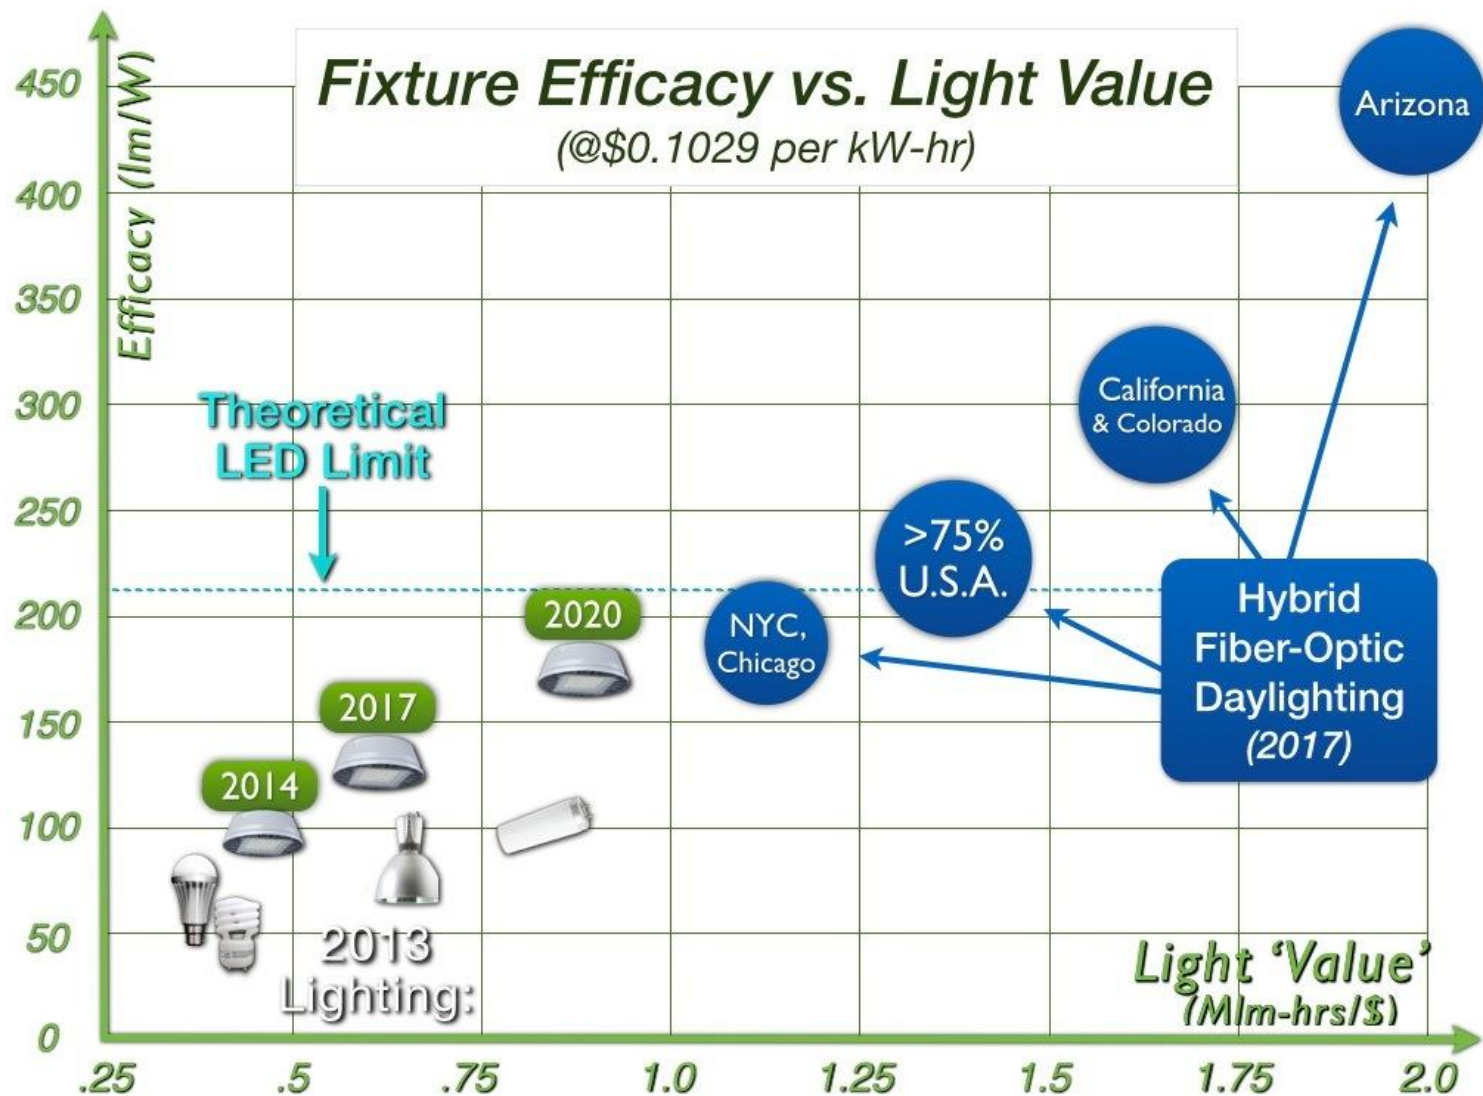 Fixture Efficacy vs. Light Value
(@$0.1029 per kW-hr)
Efficacy (lm/W)
450
400
350
300
250
200
150
100
50
0
Arizona
California
& Colorado
Theoretical
LED Limit
>75%
U.S.A.
NYC,
Chicago
Hybrid
Fiber-Optic
Daylighting
(2017)
2020
2017
2014
2013
Lighting:
Light ‘Value’
(Mlm-hrs/$)
.25
.5
.75
1.0
1.25
1.5
1.75
2.0